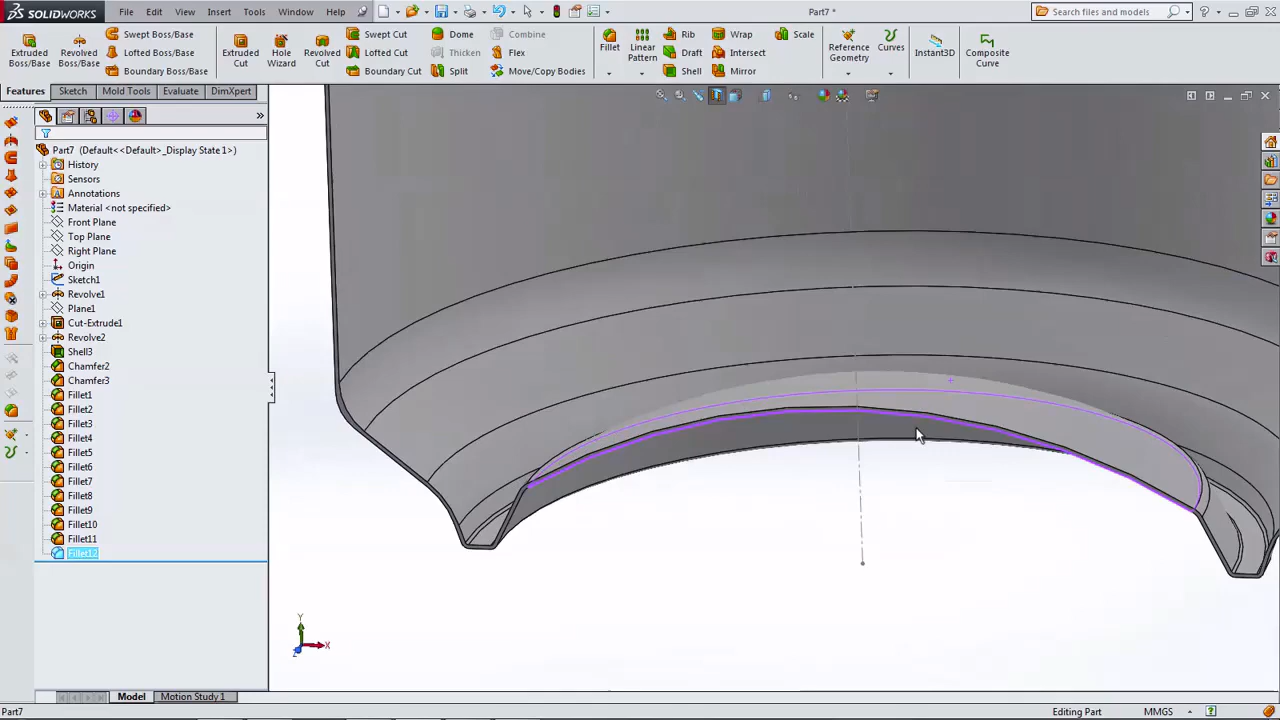 SOLIDWORKS
File
Edit
View
Insert
Tools
Window
Help
Part7 *
Search files and models
Extruded Boss/Base
Revolved Boss/Base
Swept Boss/Base
Lofted Boss/Base
Boundary Boss/Base
Extruded Cut
Hole Wizard
Revolved Cut
Swept Cut
Lofted Cut
Boundary Cut
Dome
Thicken
Split
Combine
Flex
Move/Copy Bodies
Fillet
Linear Pattern
Rib
Draft
Shell
Wrap
Intersect
Mirror
Scale
Reference Geometry
Curves
Instant3D
Composite Curve
Features
Sketch
Mold Tools
Evaluate
DimXpert
Part7 (Default<<Default>_Display State 1>)
History
Sensors
Annotations
Material <not specified>
Front Plane
Top Plane
Right Plane
Origin
Sketch1
Revolve1
Plane1
Cut-Extrude1
Revolve2
Shell3
Chamfer2
Chamfer3
Fillet1
Fillet2
Fillet3
Fillet4
Fillet5
Fillet6
Fillet7
Fillet8
Fillet9
Fillet10
Fillet11
Fillet12
Y
X
Z
Model
Motion Study 1
Part7
Editing Part
MMGS